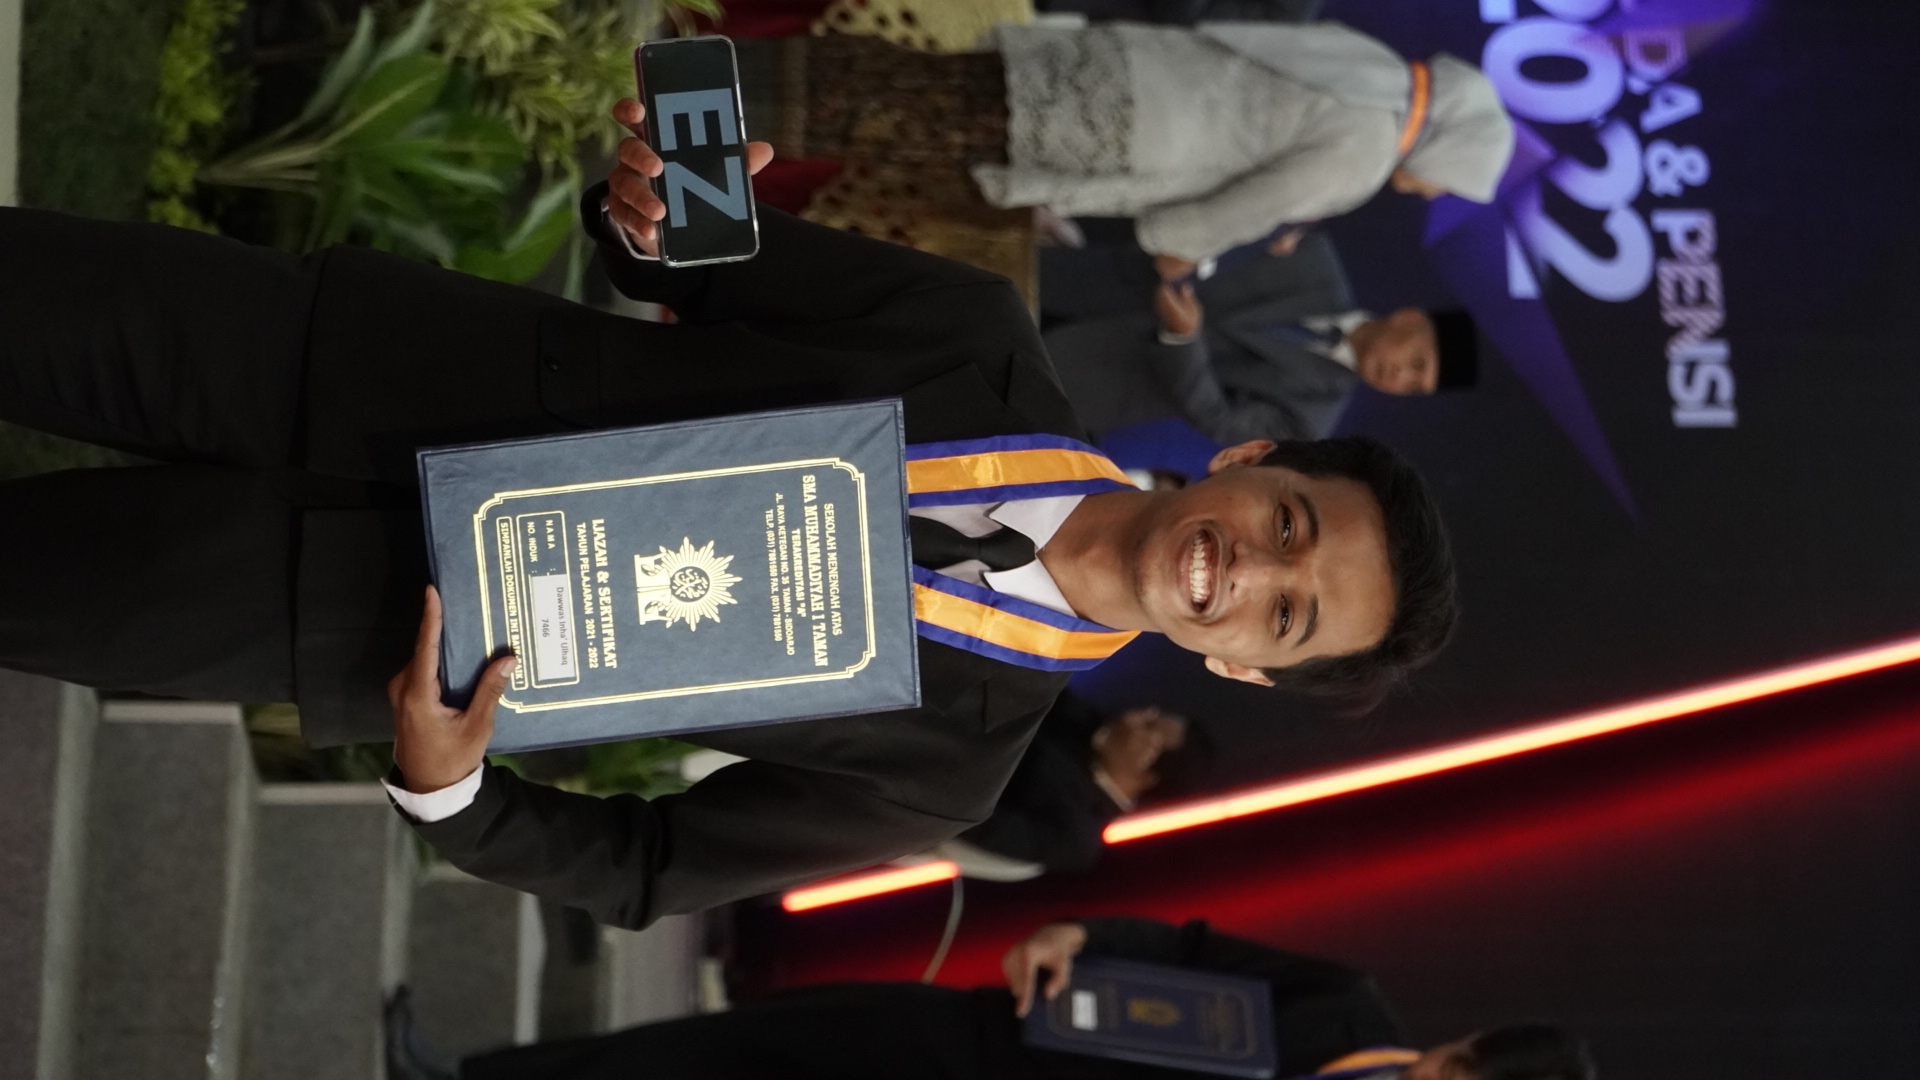 DA & PENSI
2022
EZ
SEKOLAH MENENGAH ATAS
SMA MUHAMMADIYAH 1 TAMAN
TERAKREDITASI "A"
JL. RAYA KETEGAN NO. 35 TAMAN - SIDOARJO
TELP. (031) 7881550 FAX. (031) 7881550
IJAZAH & SERTIFIKAT
TAHUN PELAJARAN 2021 - 2022
NAMA : Dawwas Inha' Ulhaq
NO. INDUK : 7466
SIMPANLAH DOKUMEN INI BAIK-BAIK !